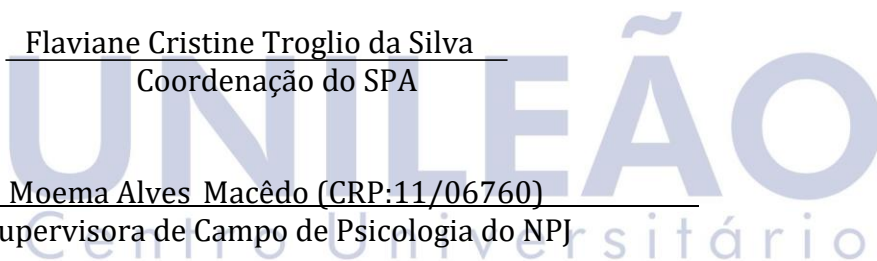 Flaviane Cristine Troglio da Silva
Coordenação do SPA
UNILEÃO
Moema Alves Macêdo (CRP:11/06760)
upervisora de Campo de Psicologia do NPJ
Centro Universitário